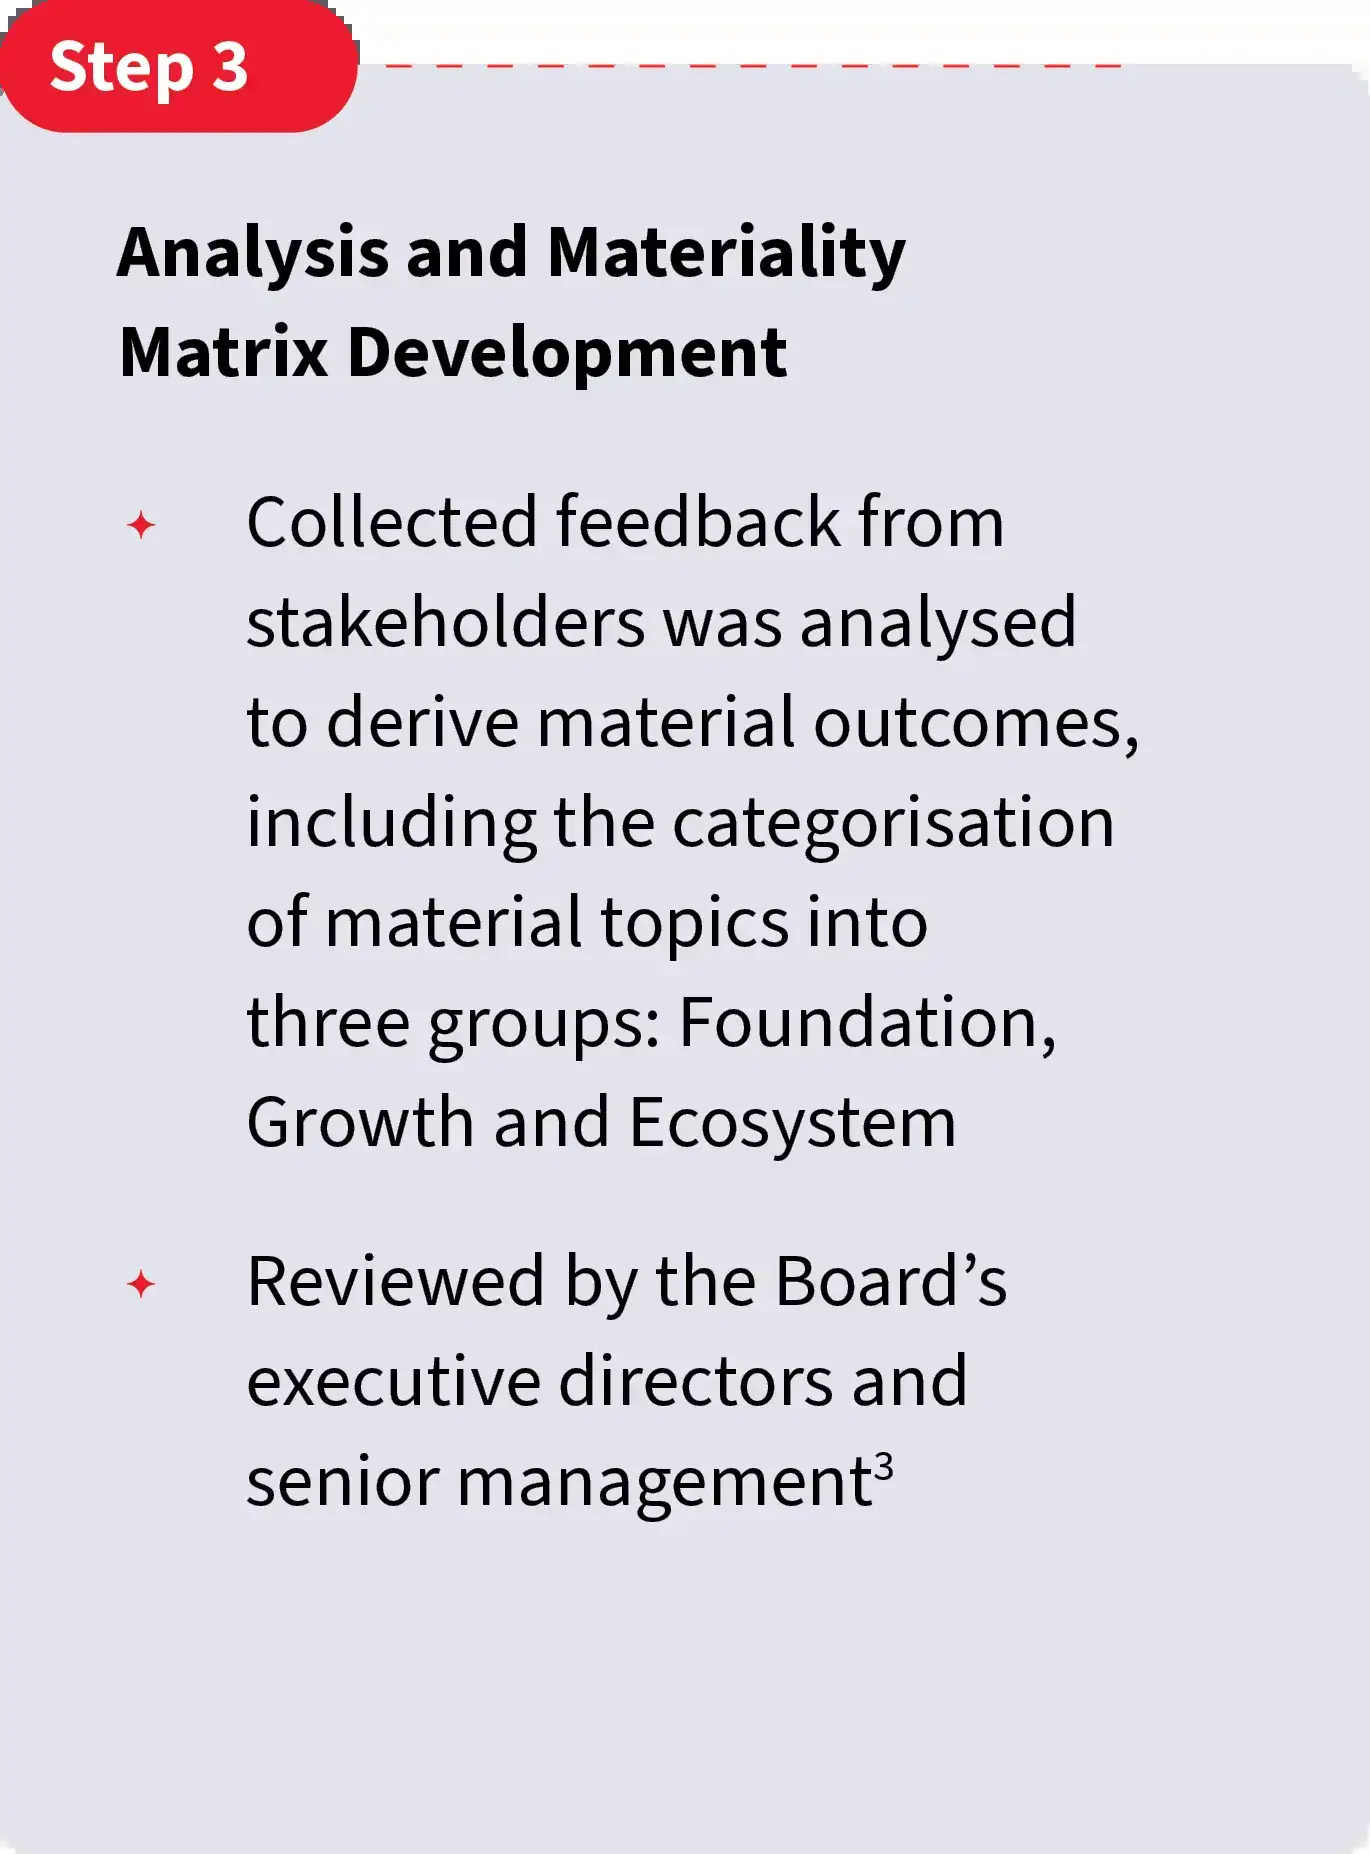 Step 3
Analysis and Materiality
Matrix Development
Collected feedback from
stakeholders was analysed
to derive material outcomes,
including the categorisation
of material topics into
three groups: Foundation,
Growth and Ecosystem
Reviewed by the Board’s
executive directors and
senior management³